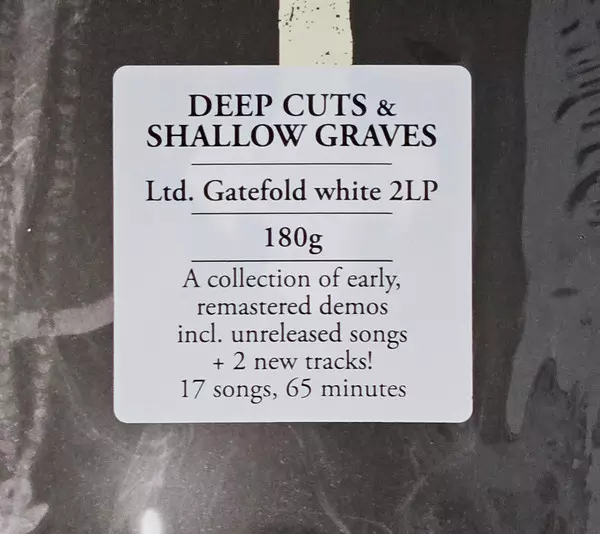 DEEP CUTS &
SHALLOW GRAVES
Ltd. Gatefold white 2LP
180g
A collection of early,
remastered demos
incl. unreleased songs
+ 2 new tracks!
17 songs, 65 minutes